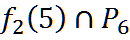 f₂(5) ∩ P₆